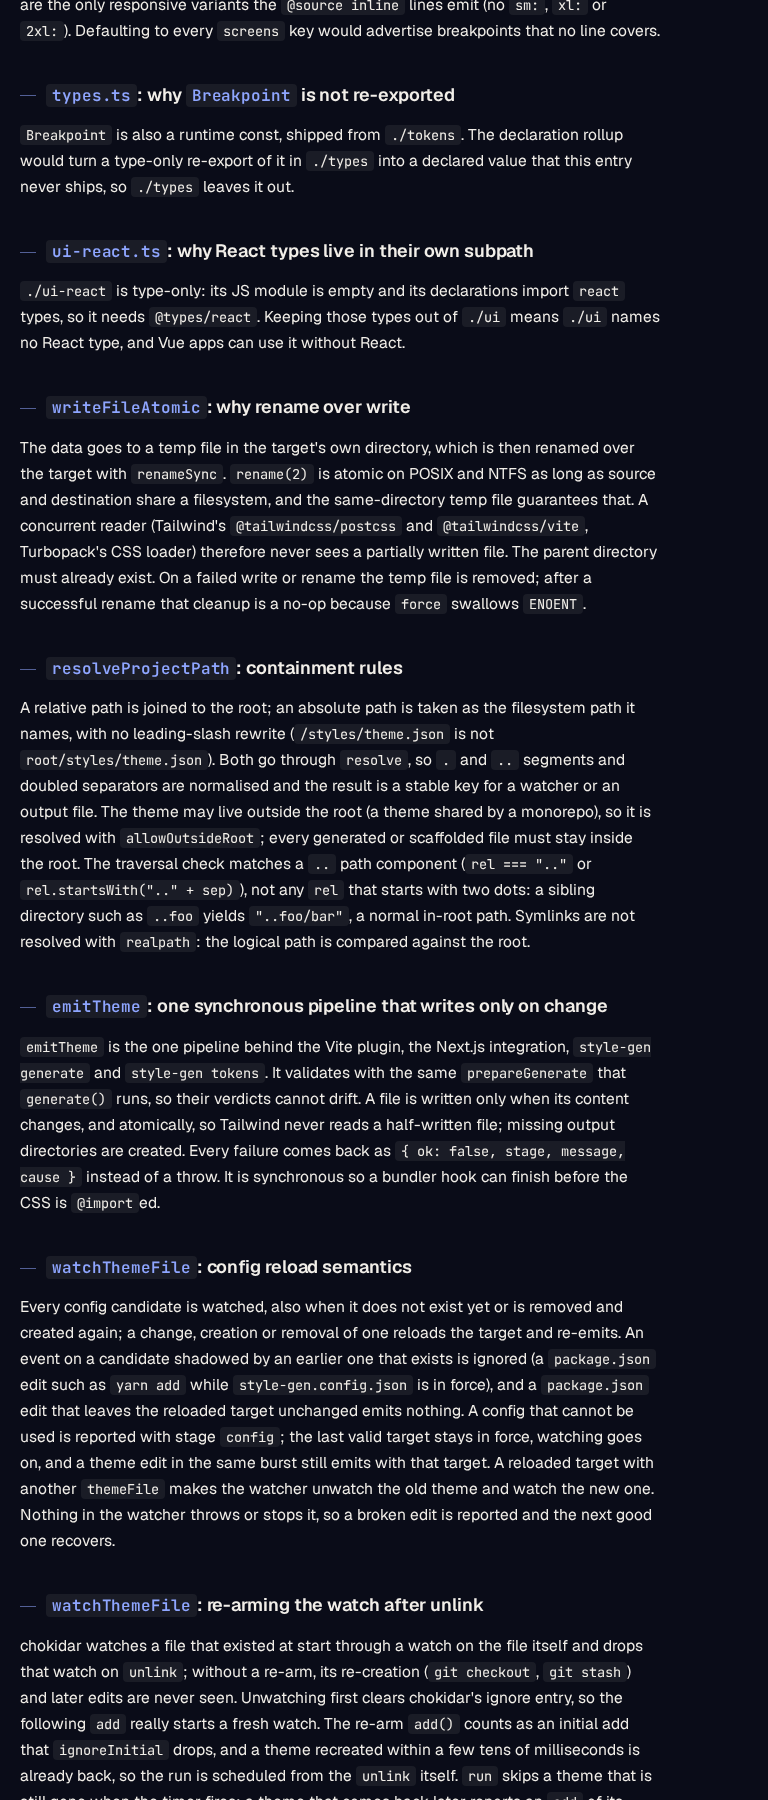 are the only responsive variants the @source inline lines emit (no sm:, xl: or
2xl:). Defaulting to every screens key would advertise breakpoints that no line covers.
— types.ts: why Breakpoint is not re-exported
Breakpoint is also a runtime const, shipped from ./tokens. The declaration rollup
would turn a type-only re-export of it in ./types into a declared value that this entry
never ships, so ./types leaves it out.
— ui-react.ts: why React types live in their own subpath
./ui-react is type-only: its JS module is empty and its declarations import react
types, so it needs @types/react. Keeping those types out of ./ui means ./ui names
no React type, and Vue apps can use it without React.
— writeFileAtomic: why rename over write
The data goes to a temp file in the target's own directory, which is then renamed over
the target with renameSync. rename(2) is atomic on POSIX and NTFS as long as source
and destination share a filesystem, and the same-directory temp file guarantees that. A
concurrent reader (Tailwind's @tailwindcss/postcss and @tailwindcss/vite,
Turbopack's CSS loader) therefore never sees a partially written file. The parent directory
must already exist. On a failed write or rename the temp file is removed; after a
successful rename that cleanup is a no-op because force swallows ENOENT.
— resolveProjectPath: containment rules
A relative path is joined to the root; an absolute path is taken as the filesystem path it
names, with no leading-slash rewrite (/styles/theme.json is not
root/styles/theme.json). Both go through resolve, so . and .. segments and
doubled separators are normalised and the result is a stable key for a watcher or an
output file. The theme may live outside the root (a theme shared by a monorepo), so it is
resolved with allowOutsideRoot; every generated or scaffolded file must stay inside
the root. The traversal check matches a .. path component (rel === ".." or
rel.startsWith(".." + sep)), not any rel that starts with two dots: a sibling
directory such as ..foo yields "..foo/bar", a normal in-root path. Symlinks are not
resolved with realpath: the logical path is compared against the root.
— emitTheme: one synchronous pipeline that writes only on change
emitTheme is the one pipeline behind the Vite plugin, the Next.js integration, style-gen
generate and style-gen tokens. It validates with the same prepareGenerate that
generate() runs, so their verdicts cannot drift. A file is written only when its content
changes, and atomically, so Tailwind never reads a half-written file; missing output
directories are created. Every failure comes back as { ok: false, stage, message,
cause } instead of a throw. It is synchronous so a bundler hook can finish before the
CSS is @imported.
— watchThemeFile: config reload semantics
Every config candidate is watched, also when it does not exist yet or is removed and
created again; a change, creation or removal of one reloads the target and re-emits. An
event on a candidate shadowed by an earlier one that exists is ignored (a package.json
edit such as yarn add while style-gen.config.json is in force), and a package.json
edit that leaves the reloaded target unchanged emits nothing. A config that cannot be
used is reported with stage config; the last valid target stays in force, watching goes
on, and a theme edit in the same burst still emits with that target. A reloaded target with
another themeFile makes the watcher unwatch the old theme and watch the new one.
Nothing in the watcher throws or stops it, so a broken edit is reported and the next good
one recovers.
— watchThemeFile: re-arming the watch after unlink
chokidar watches a file that existed at start through a watch on the file itself and drops
that watch on unlink; without a re-arm, its re-creation (git checkout, git stash)
and later edits are never seen. Unwatching first clears chokidar's ignore entry, so the
following add really starts a fresh watch. The re-arm add() counts as an initial add
that ignoreInitial drops, and a theme recreated within a few tens of milliseconds is
already back, so the run is scheduled from the unlink itself. run skips a theme that is